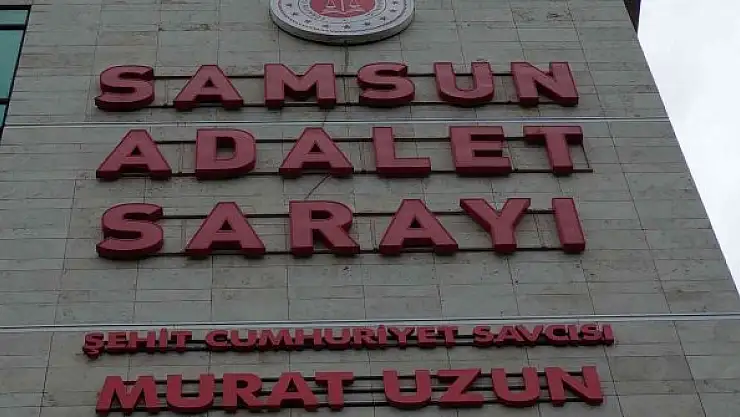 SAMSUN
ADALET
SARAYI
ŞEHİT CUMHURİYET SAVCISI
MURAT UZUN